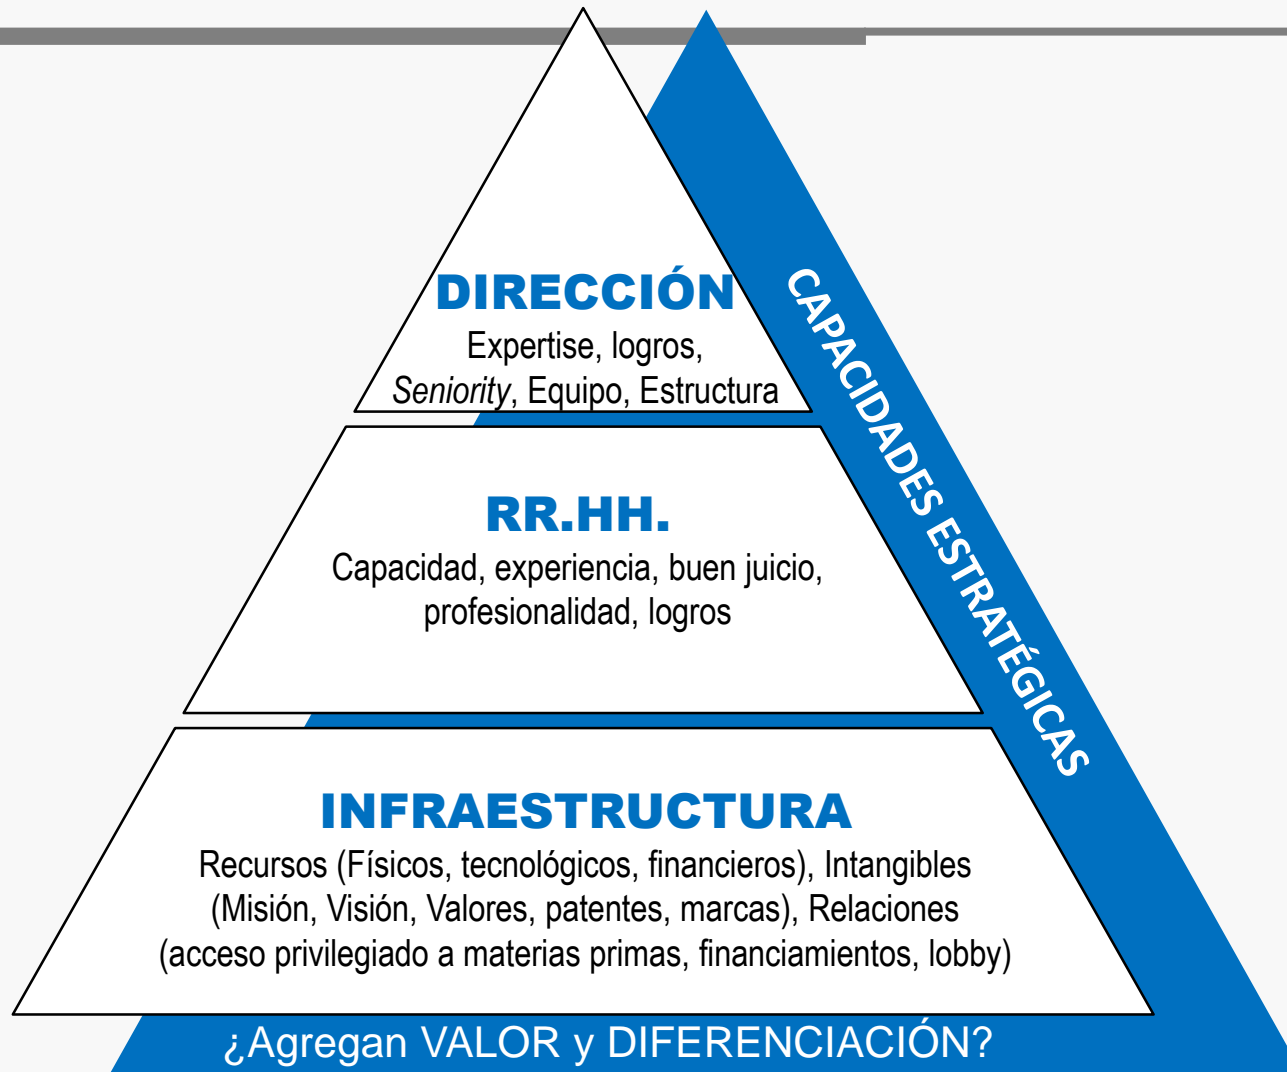 DIRECCIÓN
Expertise, logros,
Seniority, Equipo, Estructura
CAPACIDADES ESTRATÉGICAS
RR.HH.
Capacidad, experiencia, buen juicio,
profesionalidad, logros
INFRAESTRUCTURA
Recursos (Físicos, tecnológicos, financieros), Intangibles
(Misión, Visión, Valores, patentes, marcas), Relaciones
(acceso privilegiado a materias primas, financiamientos, lobby)
¿Agregan VALOR y DIFERENCIACIÓN?